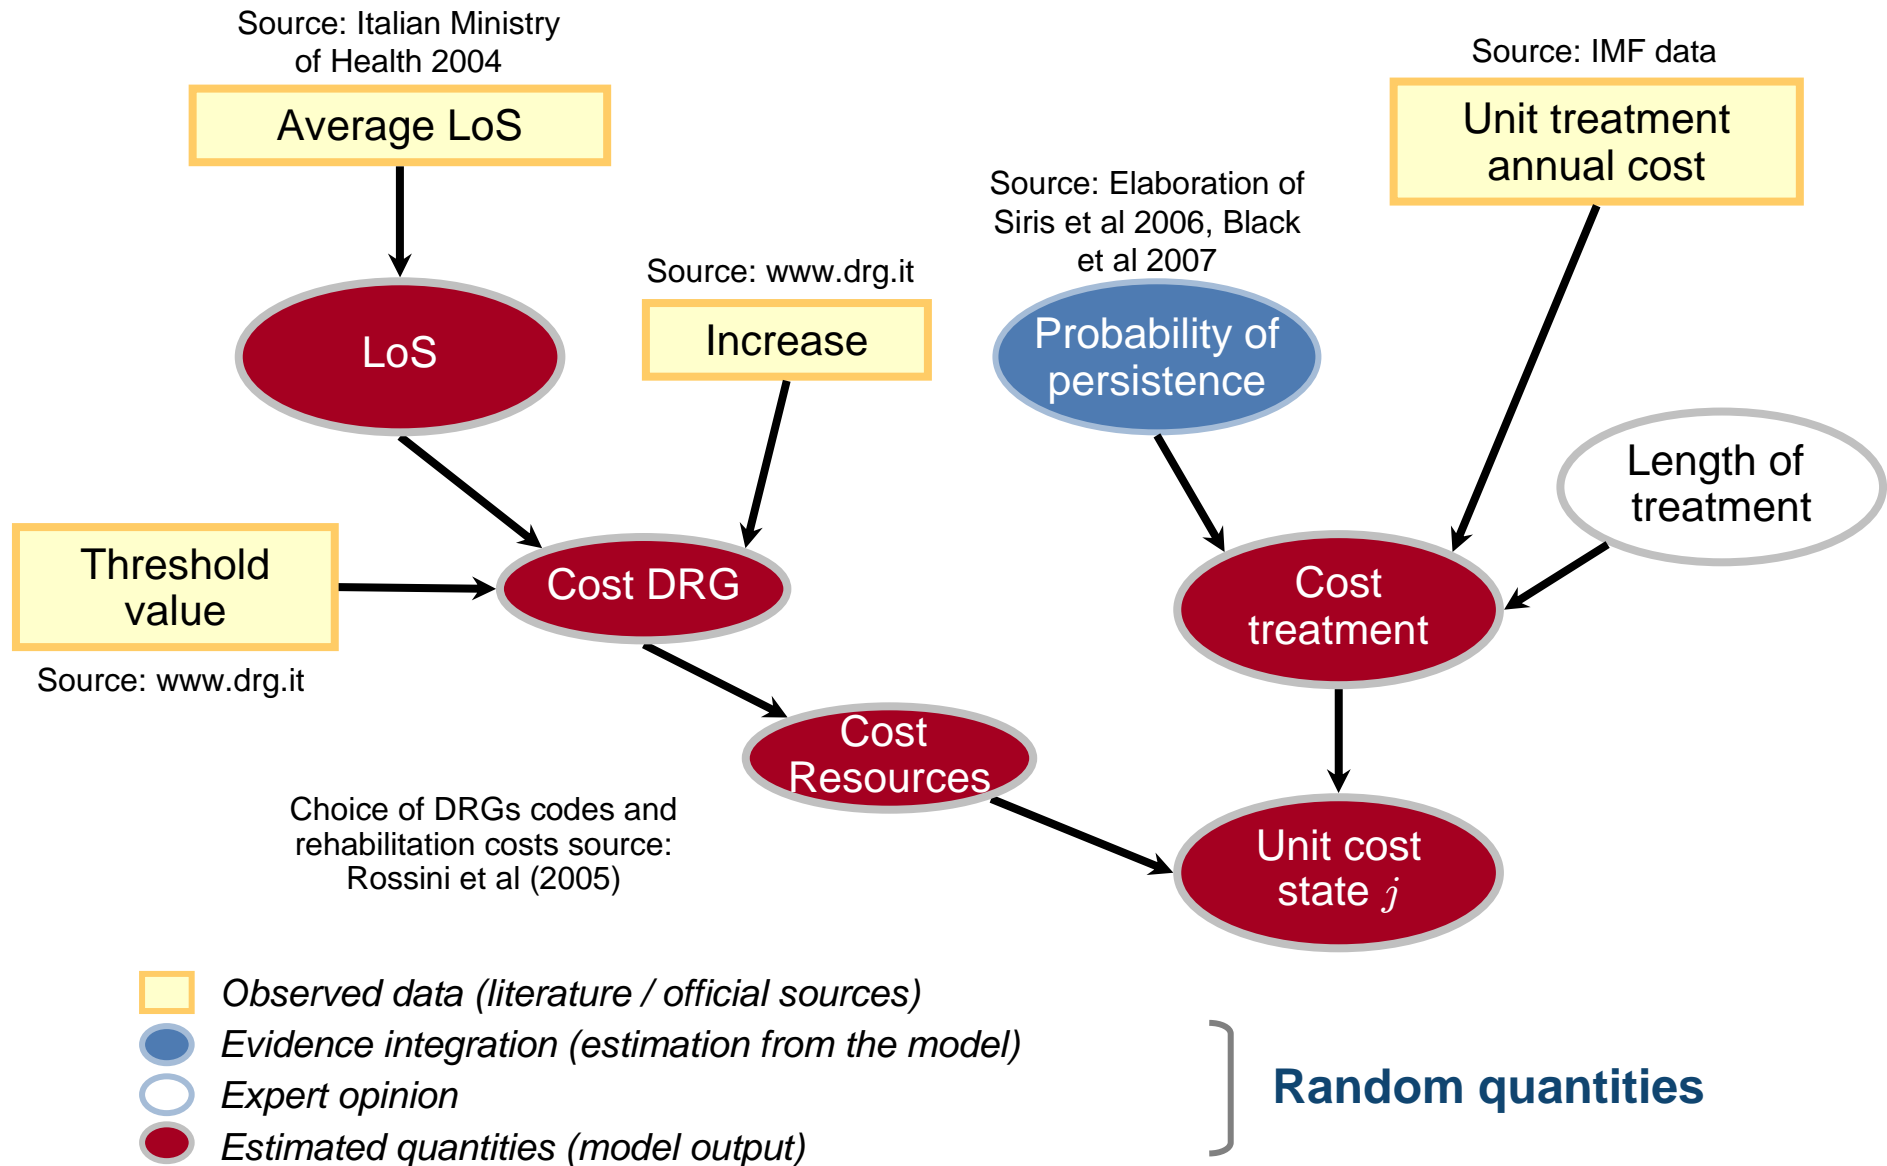 Source: Italian Ministry
of Health 2004
Average LoS
Source: IMF data
Unit treatment
annual cost
Source: Elaboration of
Siris et al 2006, Black
et al 2007
Probability of
persistence
Source: www.drg.it
Increase
LoS
Length of
treatment
Threshold
value
Source: www.drg.it
Cost DRG
Cost
treatment
Cost
Resources
Choice of DRGs codes and
rehabilitation costs source:
Rossini et al (2005)
Unit cost
state j
Observed data (literature / official sources)
Evidence integration (estimation from the model)
Expert opinion
Estimated quantities (model output)
Random quantities